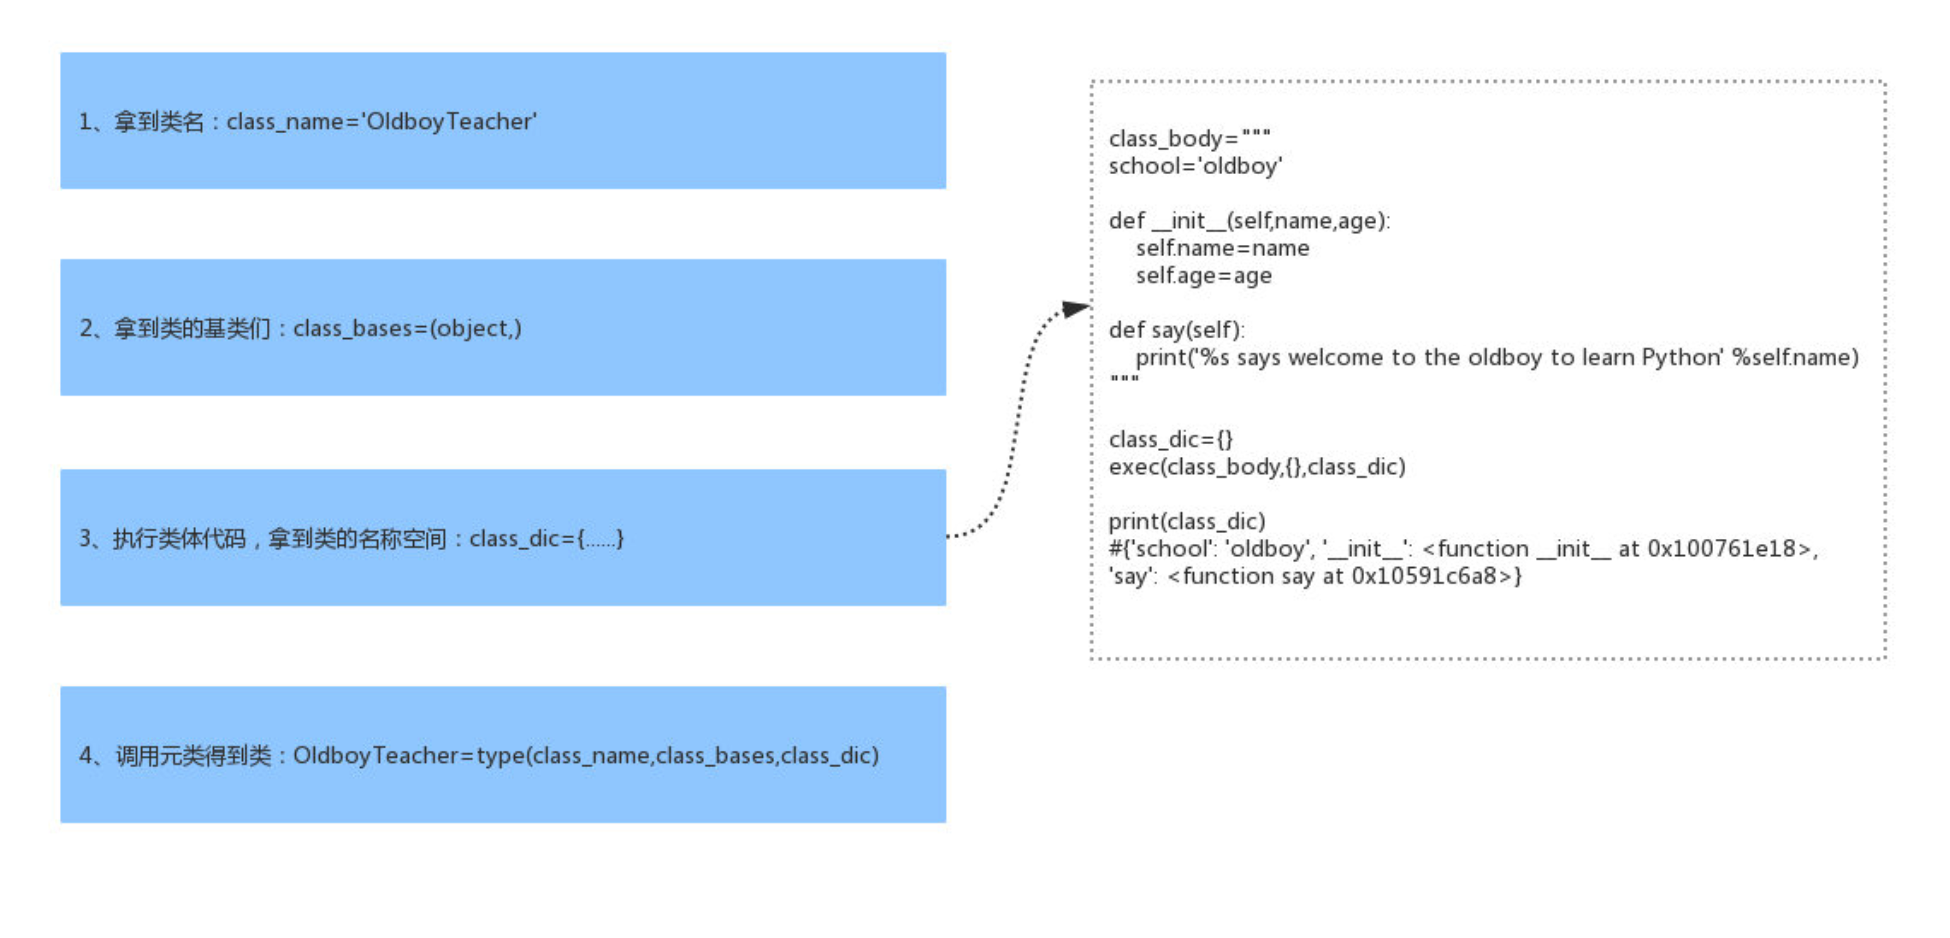 1、拿到类名：class_name='OldboyTeacher'
2、拿到类的基类们：class_bases=(object,)
3、执行类体代码，拿到类的名称空间：class_dic={......}
4、调用元类得到类：OldboyTeacher=type(class_name,class_bases,class_dic)
class_body="""
school='oldboy'
def __init__(self,name,age):
self.name=name
self.age=age
def say(self):
print('%s says welcome to the oldboy to learn Python' %self.name)
"""
class_dic={}
exec(class_body,{},class_dic)
print(class_dic)
#{'school': 'oldboy', '__init__': <function __init__ at 0x100761e18>,
'say': <function say at 0x10591c6a8>}